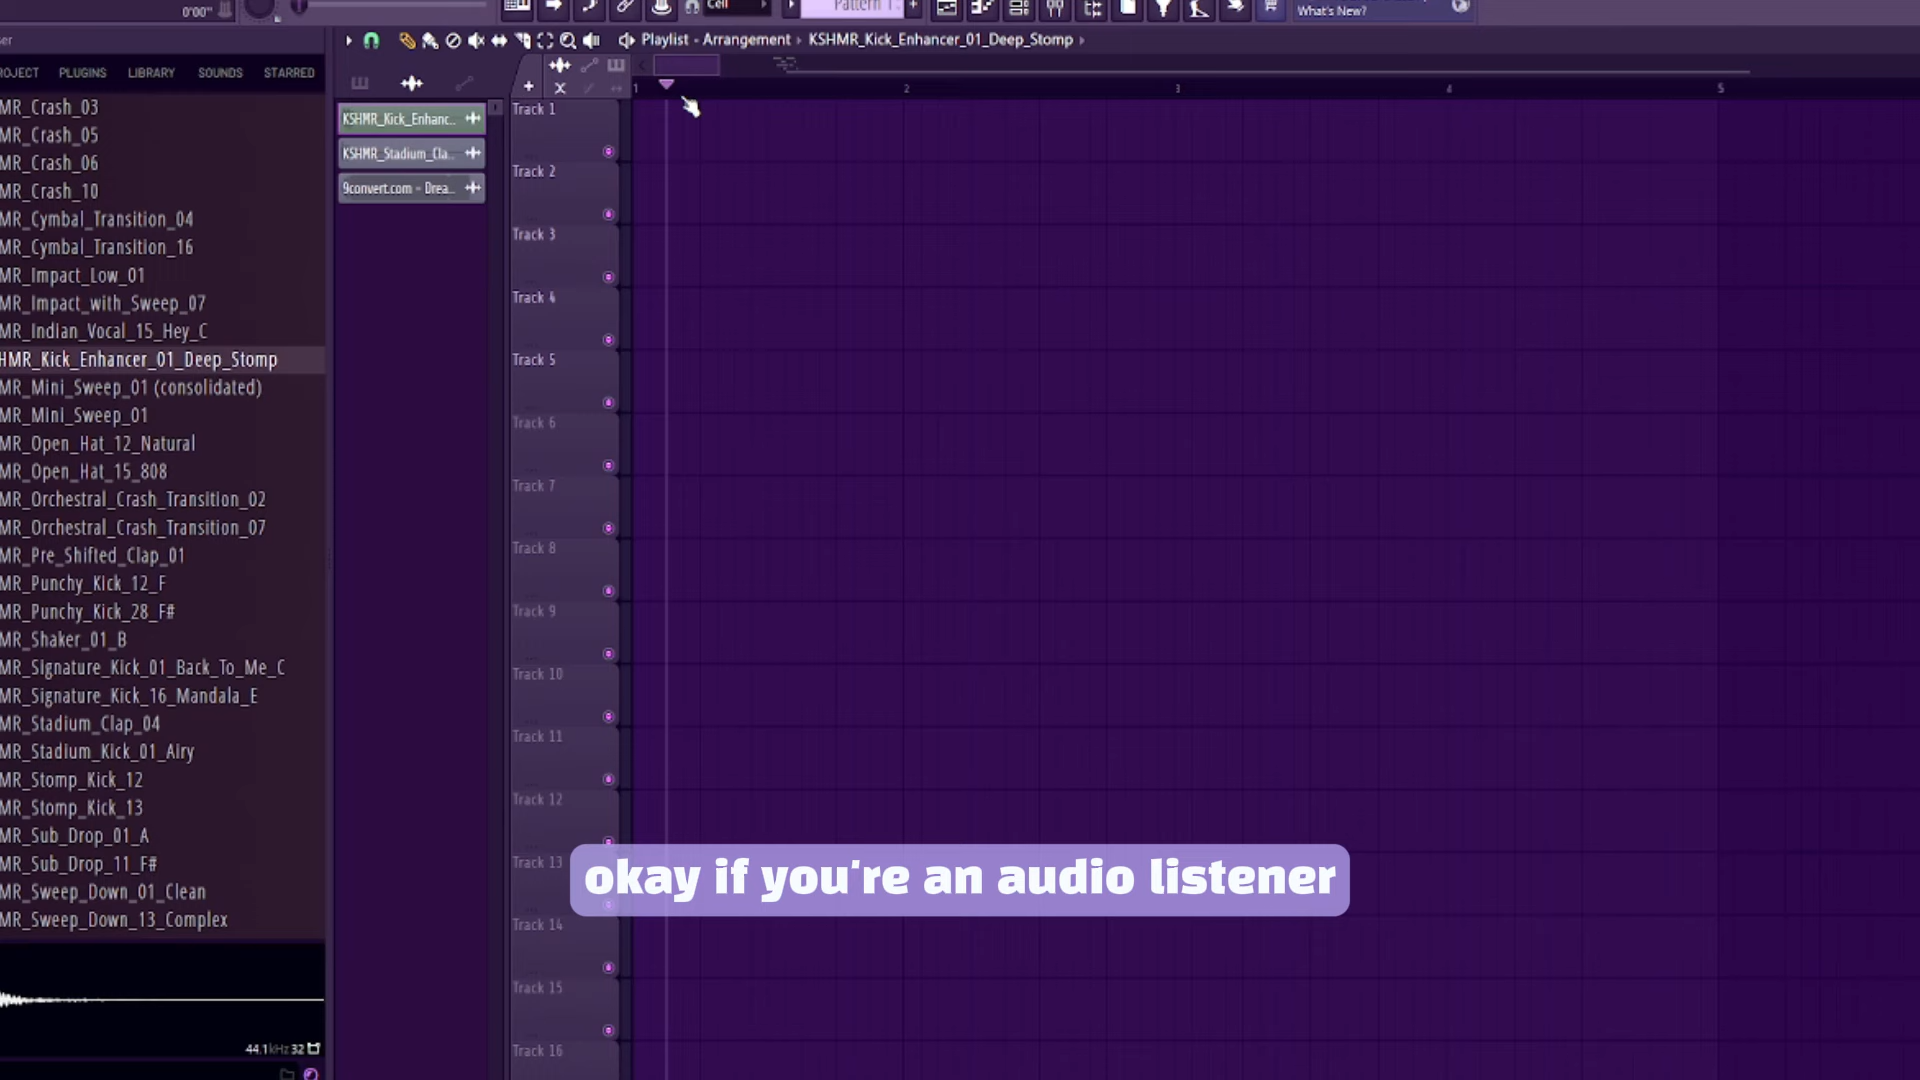 0'00"
Cell
Pattern 1
What's New?
Playlist - Arrangement › KSHMR_Kick_Enhancer_01_Deep_Stomp ›
PLUGINS
LIBRARY
SOUNDS
STARRED
1
2
3
4
5
MR_Crash_03
MR_Crash_05
MR_Crash_06
MR_Crash_10
MR_Cymbal_Transition_04
MR_Cymbal_Transition_16
MR_Impact_Low_01
MR_Impact_with_Sweep_07
MR_Indian_Vocal_15_Hey_C
HMR_Kick_Enhancer_01_Deep_Stomp
MR_Mini_Sweep_01 (consolidated)
MR_Mini_Sweep_01
MR_Open_Hat_12_Natural
MR_Open_Hat_15_808
MR_Orchestral_Crash_Transition_02
MR_Orchestral_Crash_Transition_07
MR_Pre_Shifted_Clap_01
MR_Punchy_Kick_12_F
MR_Punchy_Kick_28_F#
MR_Shaker_01_B
MR_Signature_Kick_01_Back_To_Me_C
MR_Signature_Kick_16_Mandala_E
MR_Stadium_Clap_04
MR_Stadium_Kick_01_Airy
MR_Stomp_Kick_12
MR_Stomp_Kick_13
MR_Sub_Drop_01_A
MR_Sub_Drop_11_F#
MR_Sweep_Down_01_Clean
MR_Sweep_Down_13_Complex
44.1kHz 32
KSHMR_Kick_Enhanc...
KSHMR_Stadium_Cla...
9convert.com - Drea...
Track 1
Track 2
Track 3
Track 4
Track 5
Track 6
Track 7
Track 8
Track 9
Track 10
Track 11
Track 12
Track 13
Track 14
Track 15
Track 16
okay if you're an audio listener